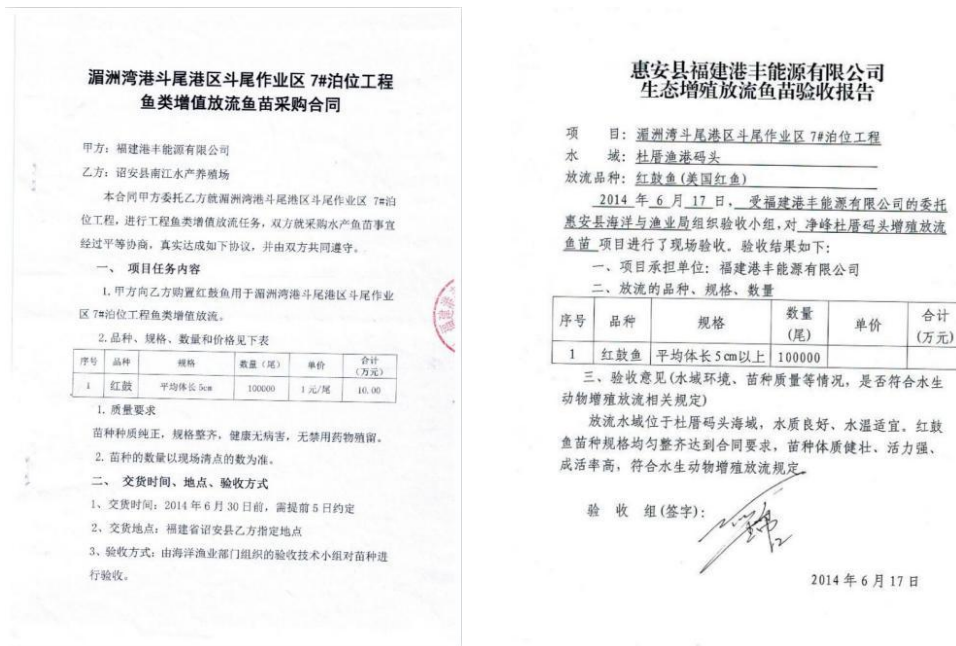 湄洲湾港斗尾港区斗尾作业区 7#泊位工程
鱼类增值放流鱼苗采购合同
甲方：福建港丰能源有限公司
乙方：诏安县南江水产养殖场
本合同甲方委托乙方就湄洲湾港斗尾港区斗尾作业区 7#泊
位工程，进行工程鱼类增值放流任务，双方就采购水产鱼苗事宜
经过平等协商，真实达成如下协议，并由双方共同遵守。
一、 项目任务内容
1.甲方向乙方购置红鼓鱼用于湄洲湾港斗尾港区斗尾作业
区 7#泊位工程鱼类增值放流。
2.品种、规格、数量和价格见下表
序号 品种 规格 数量（尾） 单价 合计（万元）
1 红鼓 平均体长 5cm 100000 1 元/尾 10.00
1. 质量要求
苗种种质纯正，规格整齐，健康无病害，无禁用药物残留。
2. 苗种的数量以现场清点的数为准。
二、 交货时间、地点、验收方式
1、交货时间：2014 年 6 月 30 日前，需提前 5 日约定
2、交货地点：福建省诏安县乙方指定地点
3、验收方式：由海洋渔业部门组织的验收技术小组对苗种进
行验收。
惠安县福建港丰能源有限公司
生态增殖放流鱼苗验收报告
项 目：湄洲湾斗尾港区斗尾作业区 7#泊位工程
水 域：杜厝渔港码头
放流品种：红鼓鱼(美国红鱼)
2014 年 6 月 17 日，受福建港丰能源有限公司的委托
惠安县海洋与渔业局组织验收小组，对 净峰杜厝码头增殖放流
鱼苗 项目进行了现场验收。验收结果如下：
一、项目承担单位：福建港丰能源有限公司
二、放流的品种、规格、数量
序号 品种 规格 数量（尾） 单价 合计（万元）
1 红鼓鱼 平均体长 5 cm以上 100000
三、验收意见(水域环境、苗种质量等情况，是否符合水生
动物增殖放流相关规定)
放流水域位于杜厝码头海域，水质良好、水温适宜。红鼓
鱼苗种规格均匀整齐达到合同要求，苗种体质健壮、活力强、
成活率高，符合水生动物增殖放流规定。
验 收 组(签字)：
2014 年 6 月 17 日